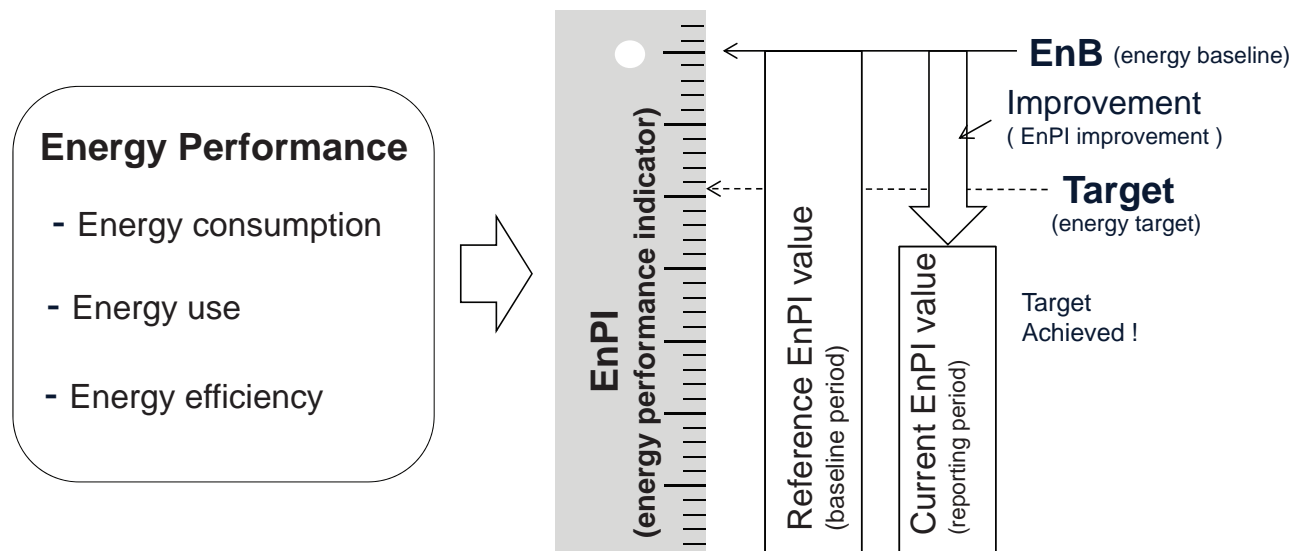 Energy Performance
- Energy consumption
- Energy use
- Energy efficiency
EnPI
(energy performance indicator)
Reference EnPI value
(baseline period)
Current EnPI value
(reporting period)
EnB (energy baseline)
Improvement
( EnPI improvement )
Target
(energy target)
Target
Achieved !